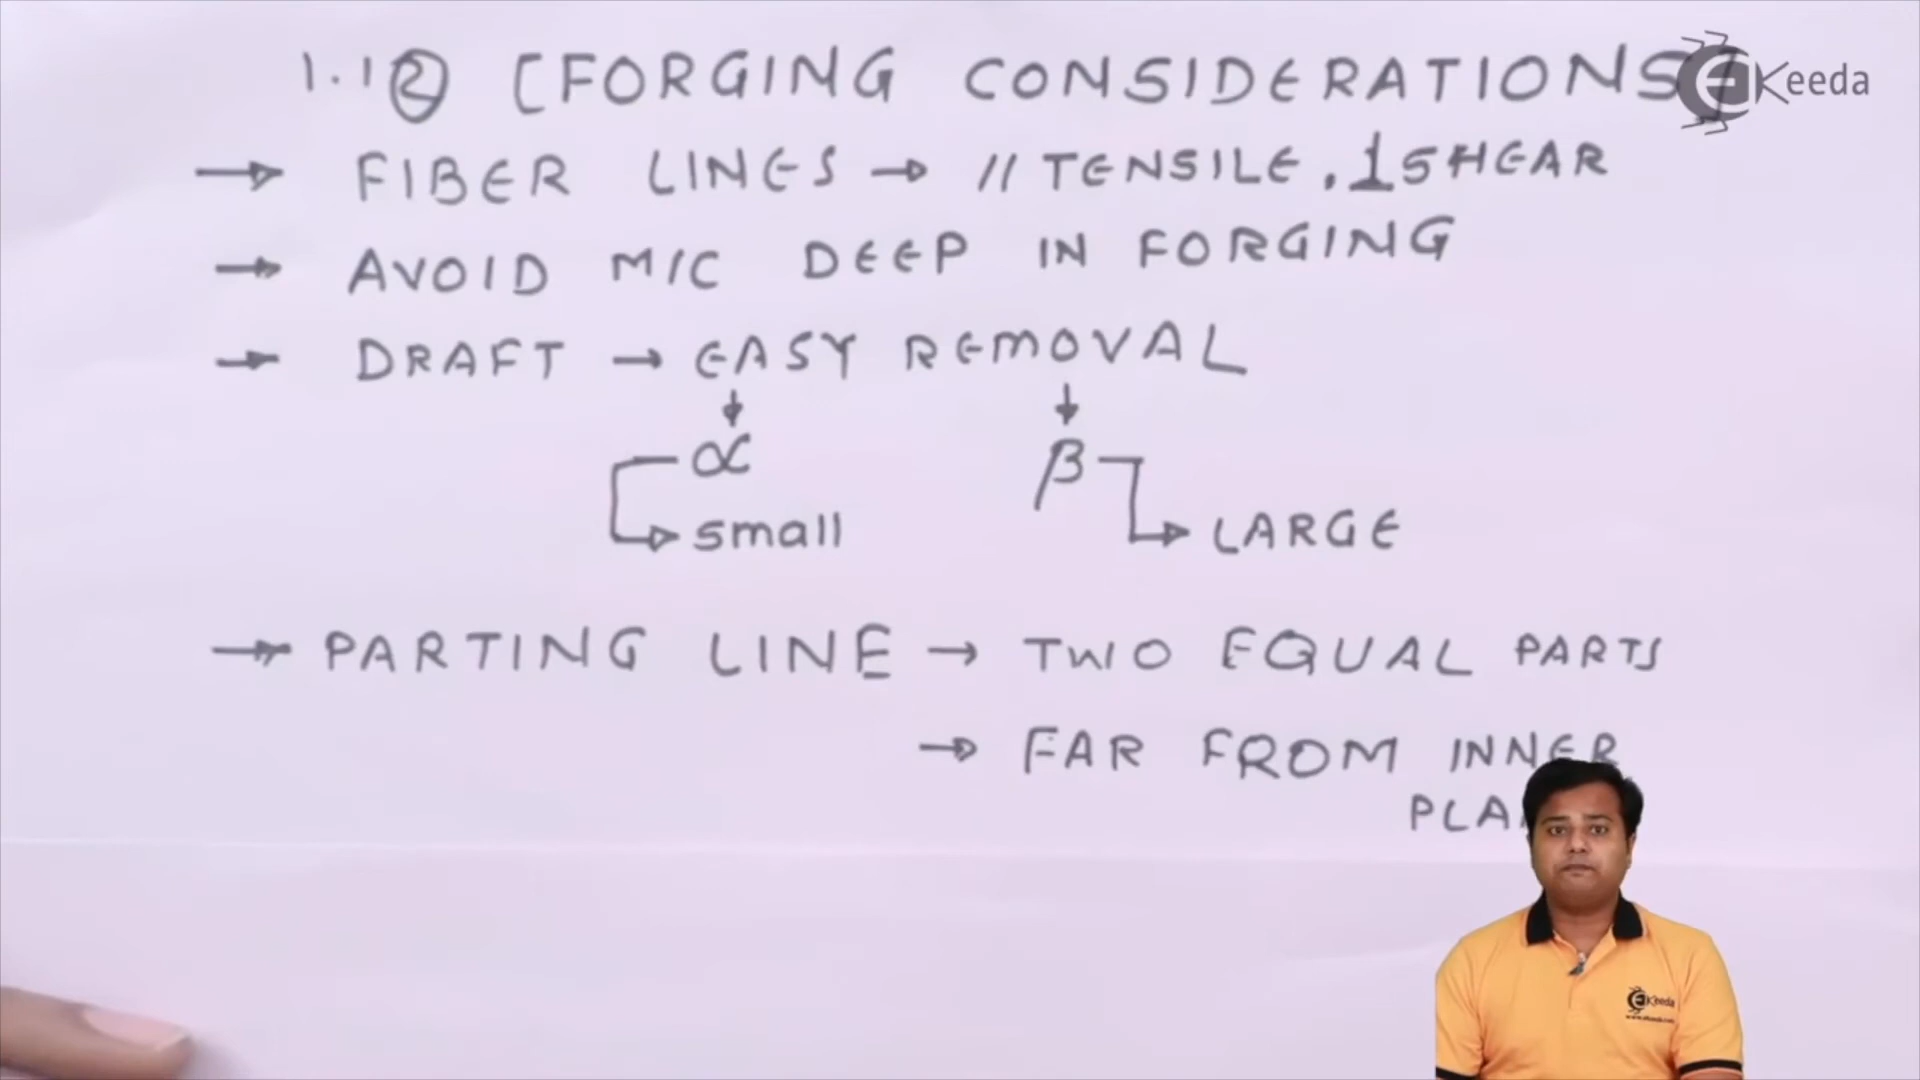 1.1② [FORGING CONSIDERATIONS]
Keeda
→ FIBER LINES → // TENSILE . ⊥ SHEAR
→ AVOID M/C DEEP IN FORGING
→ DRAFT → EASY REMOVAL
↓ ↓
α β
→ small → LARGE
→ PARTING LINE → TWO EQUAL PARTS
→ FAR FROM INNER
Keeda